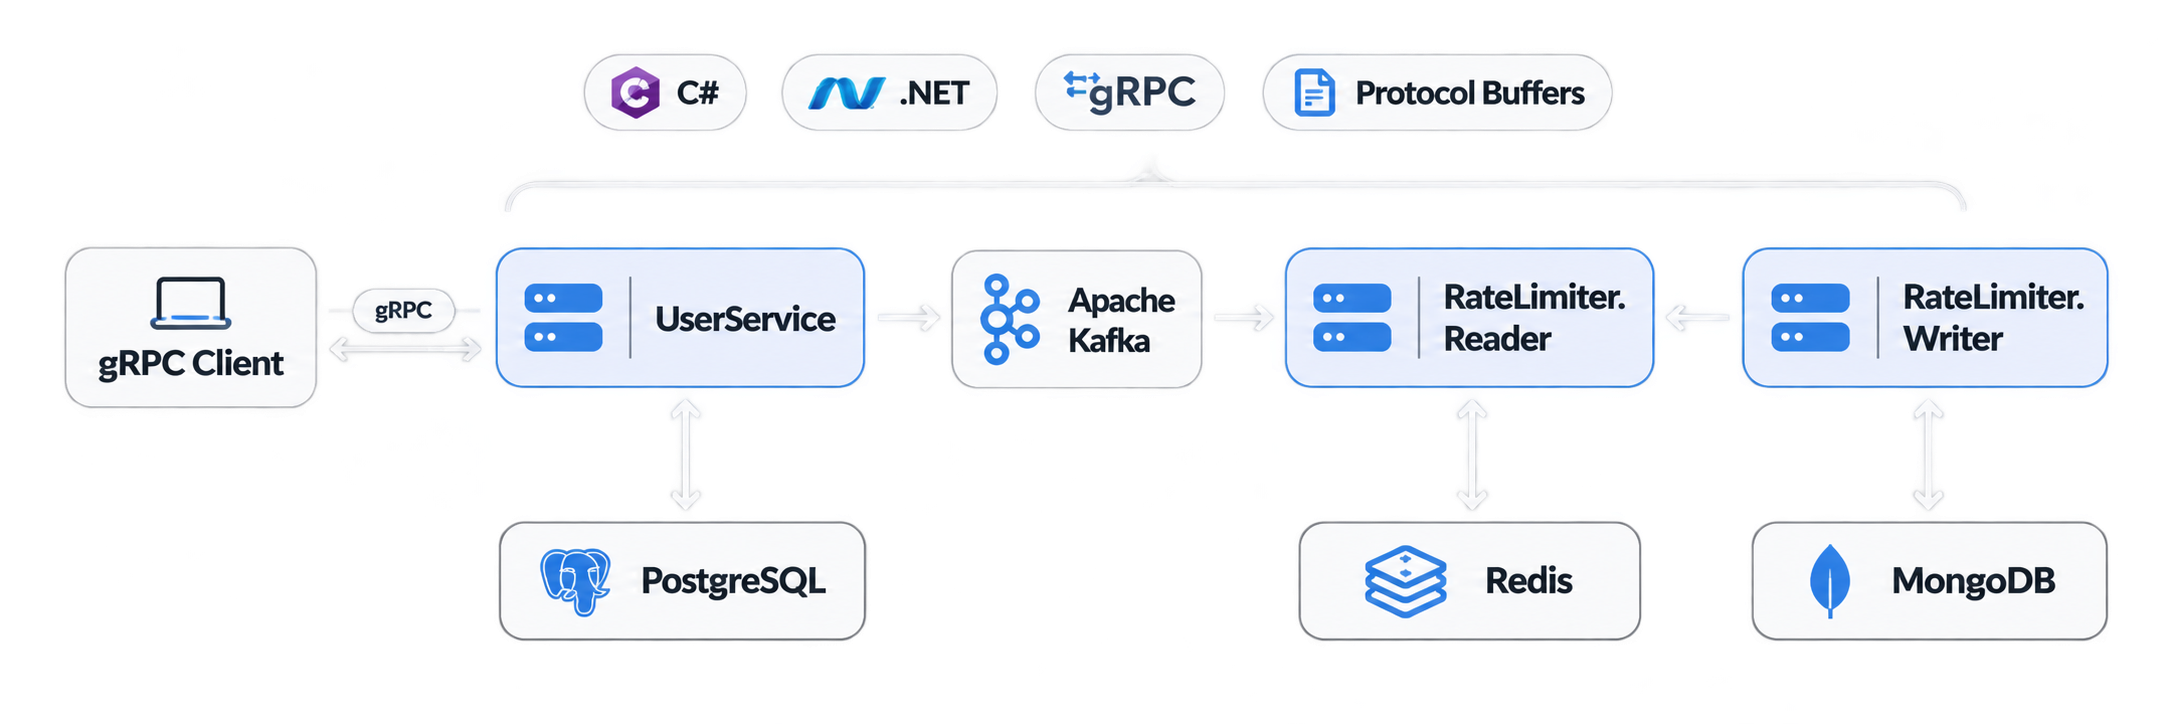 C#
.NET
gRPC
Protocol Buffers
gRPC Client
gRPC
UserService
Apache
Kafka
RateLimiter.
Reader
RateLimiter.
Writer
PostgreSQL
Redis
MongoDB